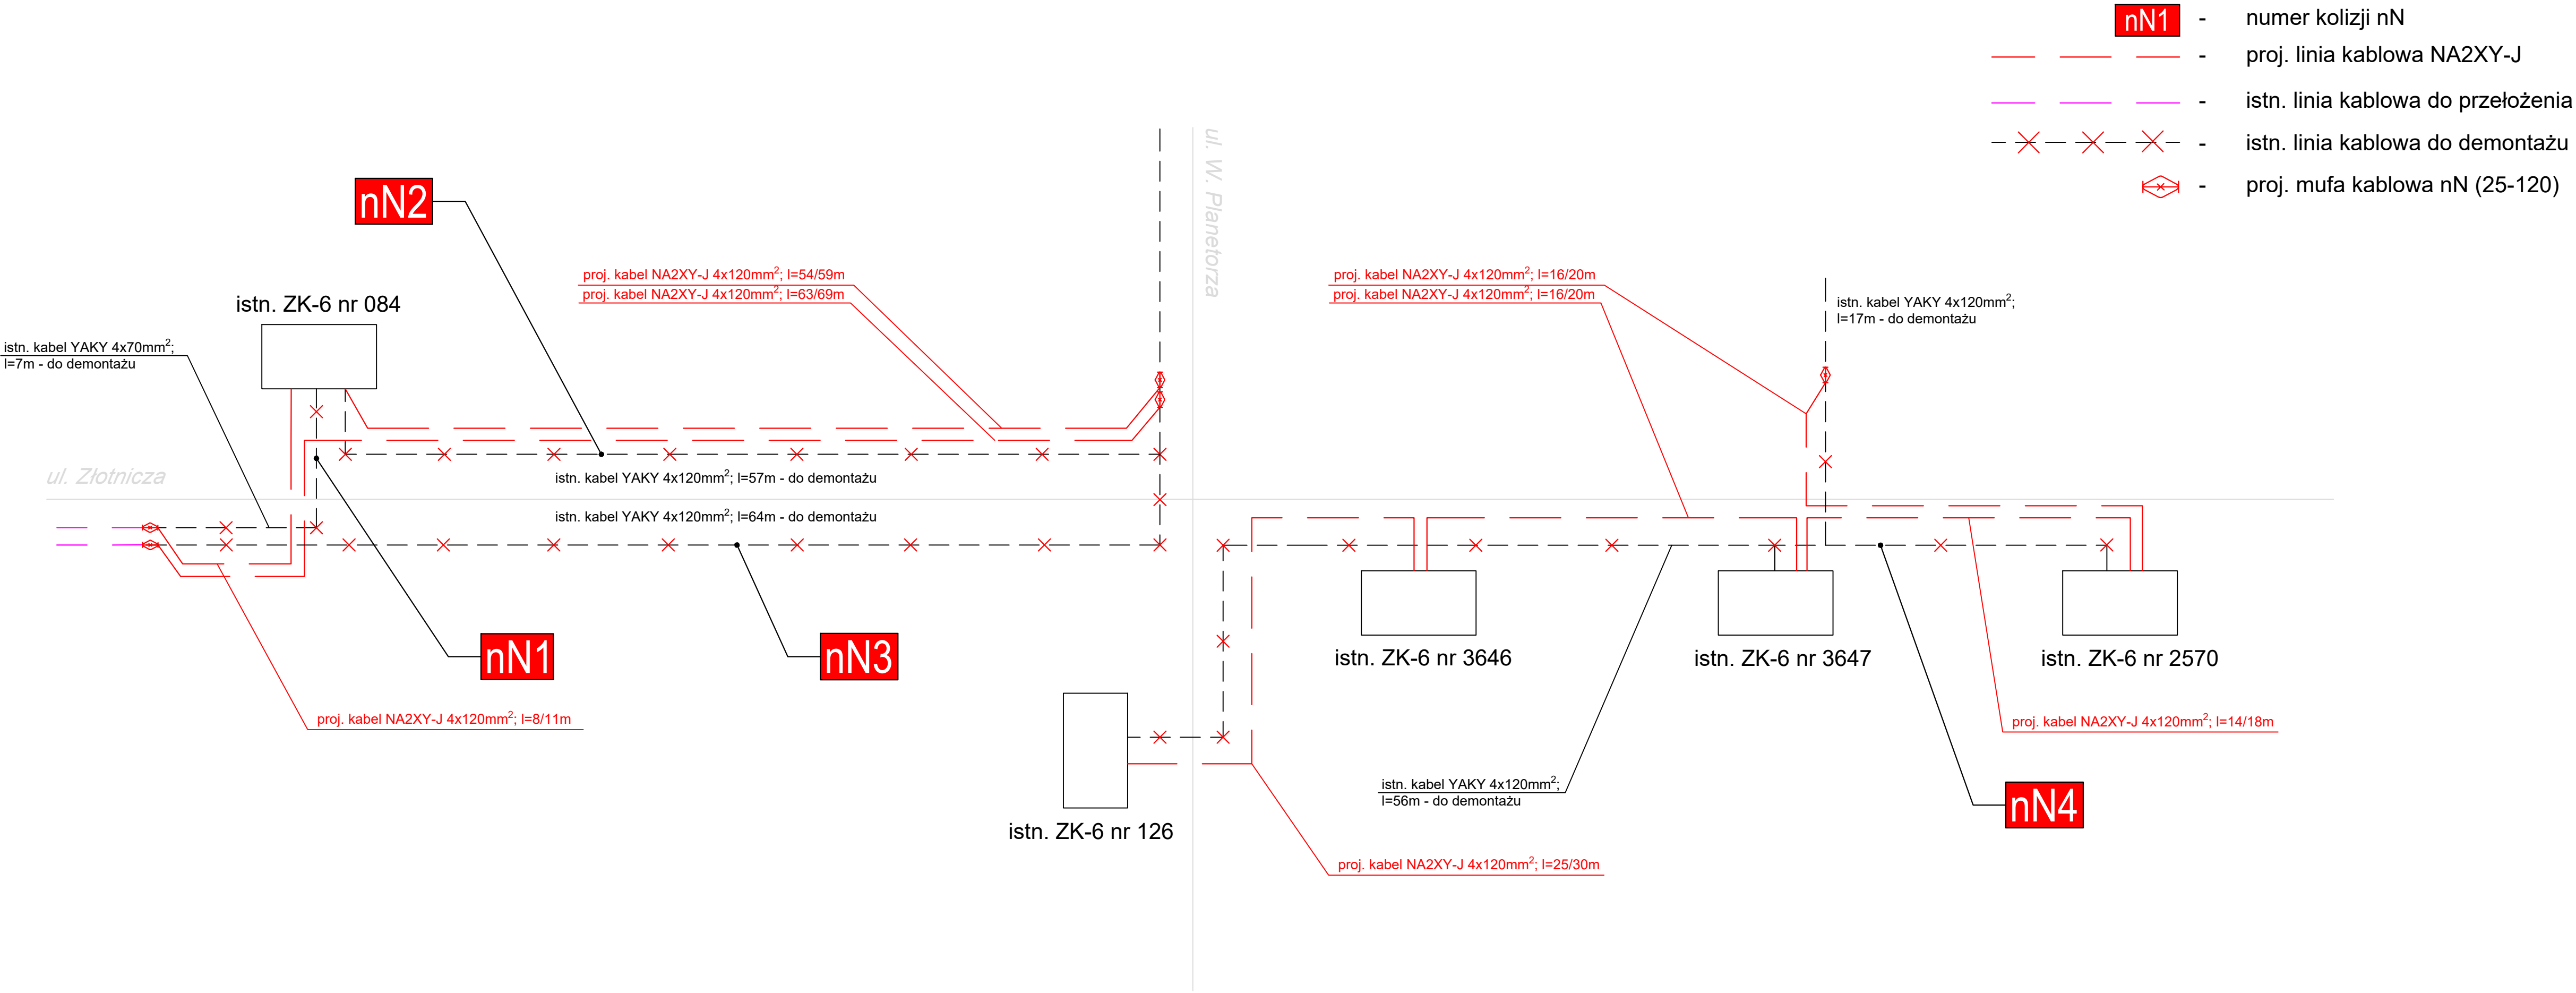 nN1 - numer kolizji nN
- proj. linia kablowa NA2XY-J
- istn. linia kablowa do przełożenia
- istn. linia kablowa do demontażu
- proj. mufa kablowa nN (25-120)
ul. W. Planetorza
nN2
proj. kabel NA2XY-J 4x120mm²; l=54/59m
proj. kabel NA2XY-J 4x120mm²; l=63/69m
proj. kabel NA2XY-J 4x120mm²; l=16/20m
proj. kabel NA2XY-J 4x120mm²; l=16/20m
istn. kabel YAKY 4x120mm²;
l=17m - do demontażu
istn. ZK-6 nr 084
istn. kabel YAKY 4x70mm²;
l=7m - do demontażu
ul. Złotnicza
istn. kabel YAKY 4x120mm²; l=57m - do demontażu
istn. kabel YAKY 4x120mm²; l=64m - do demontażu
nN1
nN3
istn. ZK-6 nr 3646
istn. ZK-6 nr 3647
istn. ZK-6 nr 2570
proj. kabel NA2XY-J 4x120mm²; l=8/11m
proj. kabel NA2XY-J 4x120mm²; l=14/18m
istn. kabel YAKY 4x120mm²;
l=56m - do demontażu
nN4
istn. ZK-6 nr 126
proj. kabel NA2XY-J 4x120mm²; l=25/30m